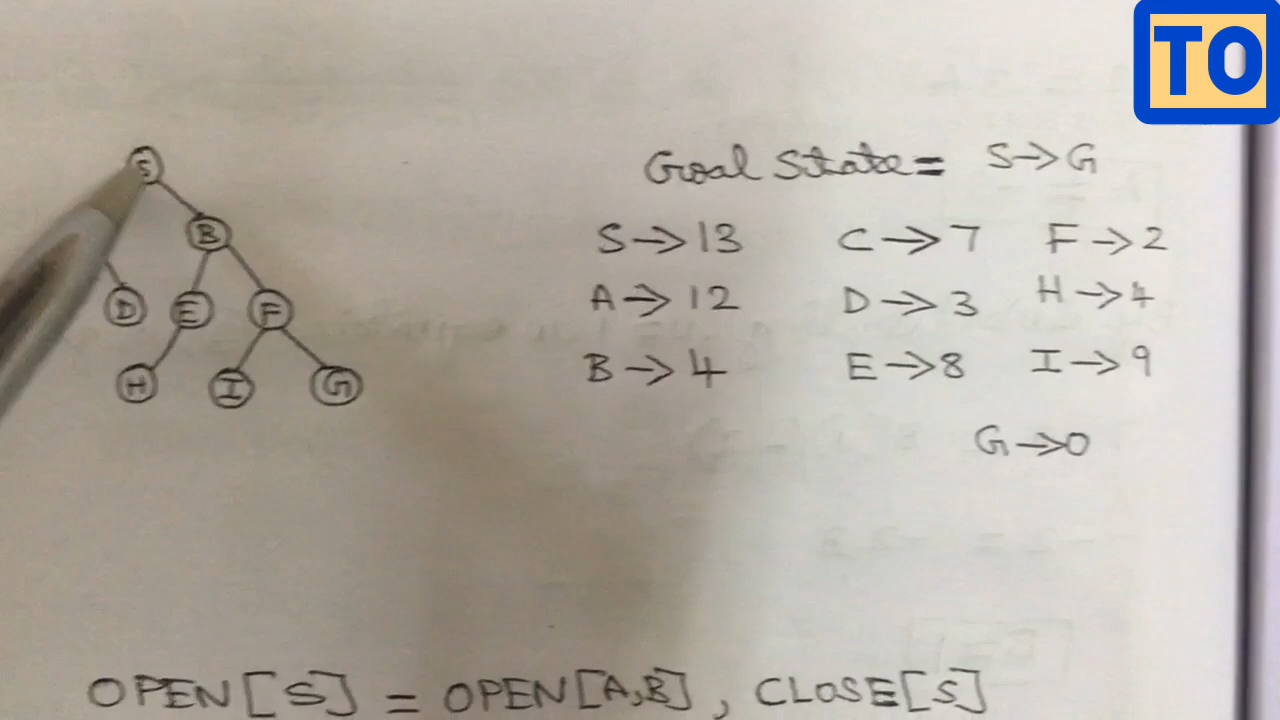 TO
Goal State = S→G
S
S→13 C→7 F→2
B
A→12 D→3 H→4
D E F
B→4 E→8 I→9
H I G
G→0
OPEN[S] = OPEN[A,B], CLOSE[S]